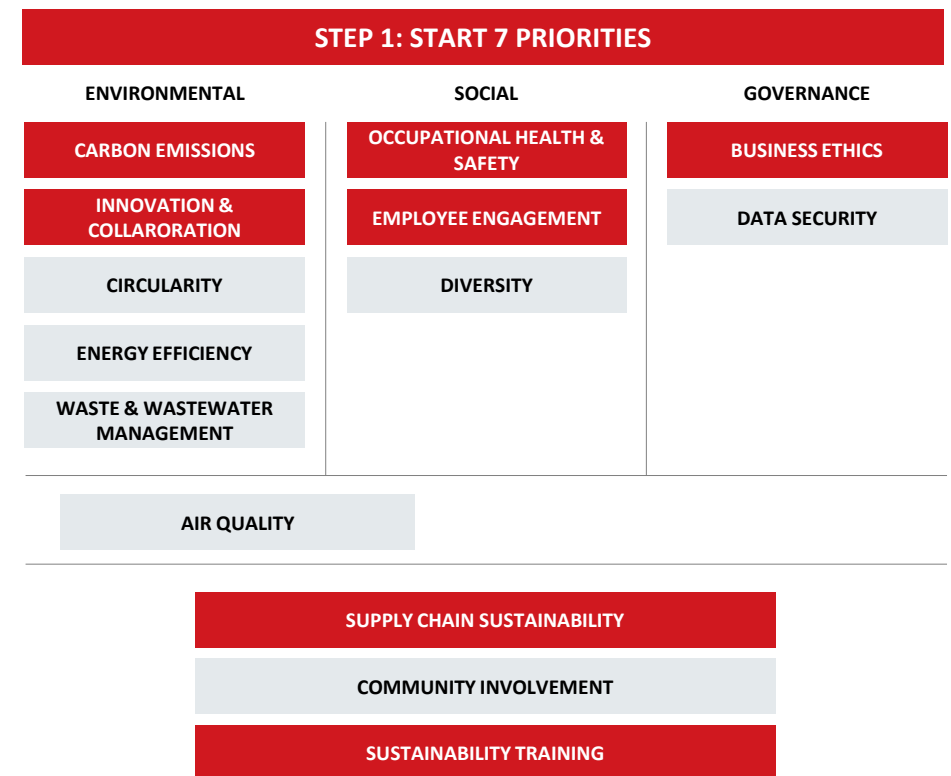 STEP 1: START 7 PRIORITIES
ENVIRONMENTAL
SOCIAL
GOVERNANCE
CARBON EMISSIONS
OCCUPATIONAL HEALTH &
SAFETY
BUSINESS ETHICS
INNOVATION &
COLLARORATION
EMPLOYEE ENGAGEMENT
DATA SECURITY
CIRCULARITY
DIVERSITY
ENERGY EFFICIENCY
WASTE & WASTEWATER
MANAGEMENT
AIR QUALITY
SUPPLY CHAIN SUSTAINABILITY
COMMUNITY INVOLVEMENT
SUSTAINABILITY TRAINING